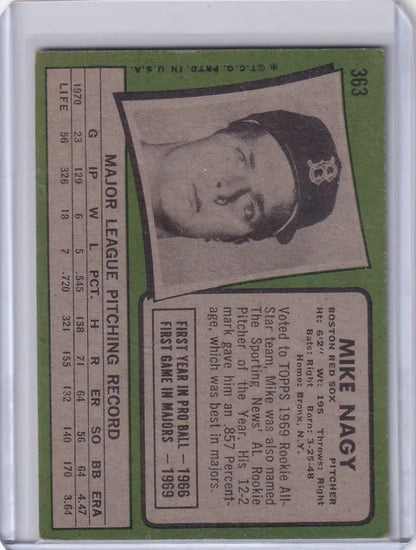 363
MIKE NAGY
BOSTON RED SOX PITCHER
Ht: 6'2" Wt: 195 Throws: Right
Bats: Right Born: 3-25-48
Home: Bronx, N.Y.
Voted to TOPPS 1969 Rookie All-
Star team, Mike was also named
The Sporting News' AL Rookie
Pitcher of the Year. His 12-2
mark gave him an .857 Percent-
age, which was best in majors.
FIRST YEAR IN PRO BALL — 1966
FIRST GAME IN MAJORS — 1969
B
*©T.C.G. PRTD. IN U.S.A.
MAJOR LEAGUE PITCHING RECORD
G IP W L PCT. H R ER SO BB ERA
1970 23 129 6 5 .545 138 71 64 56 64 4.47
LIFE 56 326 18 7 .720 321 155 132 140 170 3.64